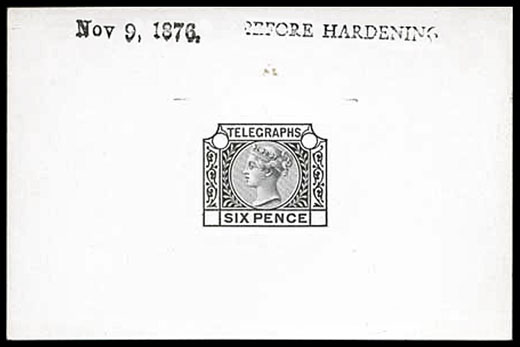 Nov 9, 1876.
BEFORE HARDENING
TELEGRAPHS
SIX PENCE